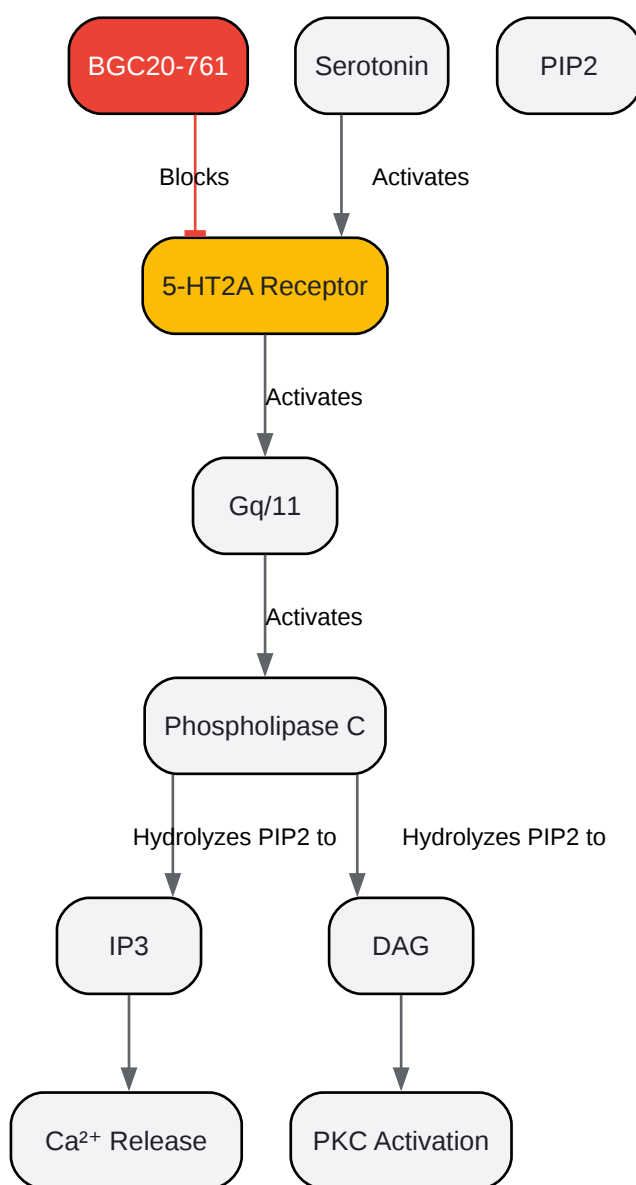 BGC20-761
Serotonin
PIP2
Blocks
Activates
5-HT2A Receptor
Activates
Gq/11
Activates
Phospholipase C
Hydrolyzes PIP2 to
Hydrolyzes PIP2 to
IP3
DAG
Ca²⁺ Release
PKC Activation